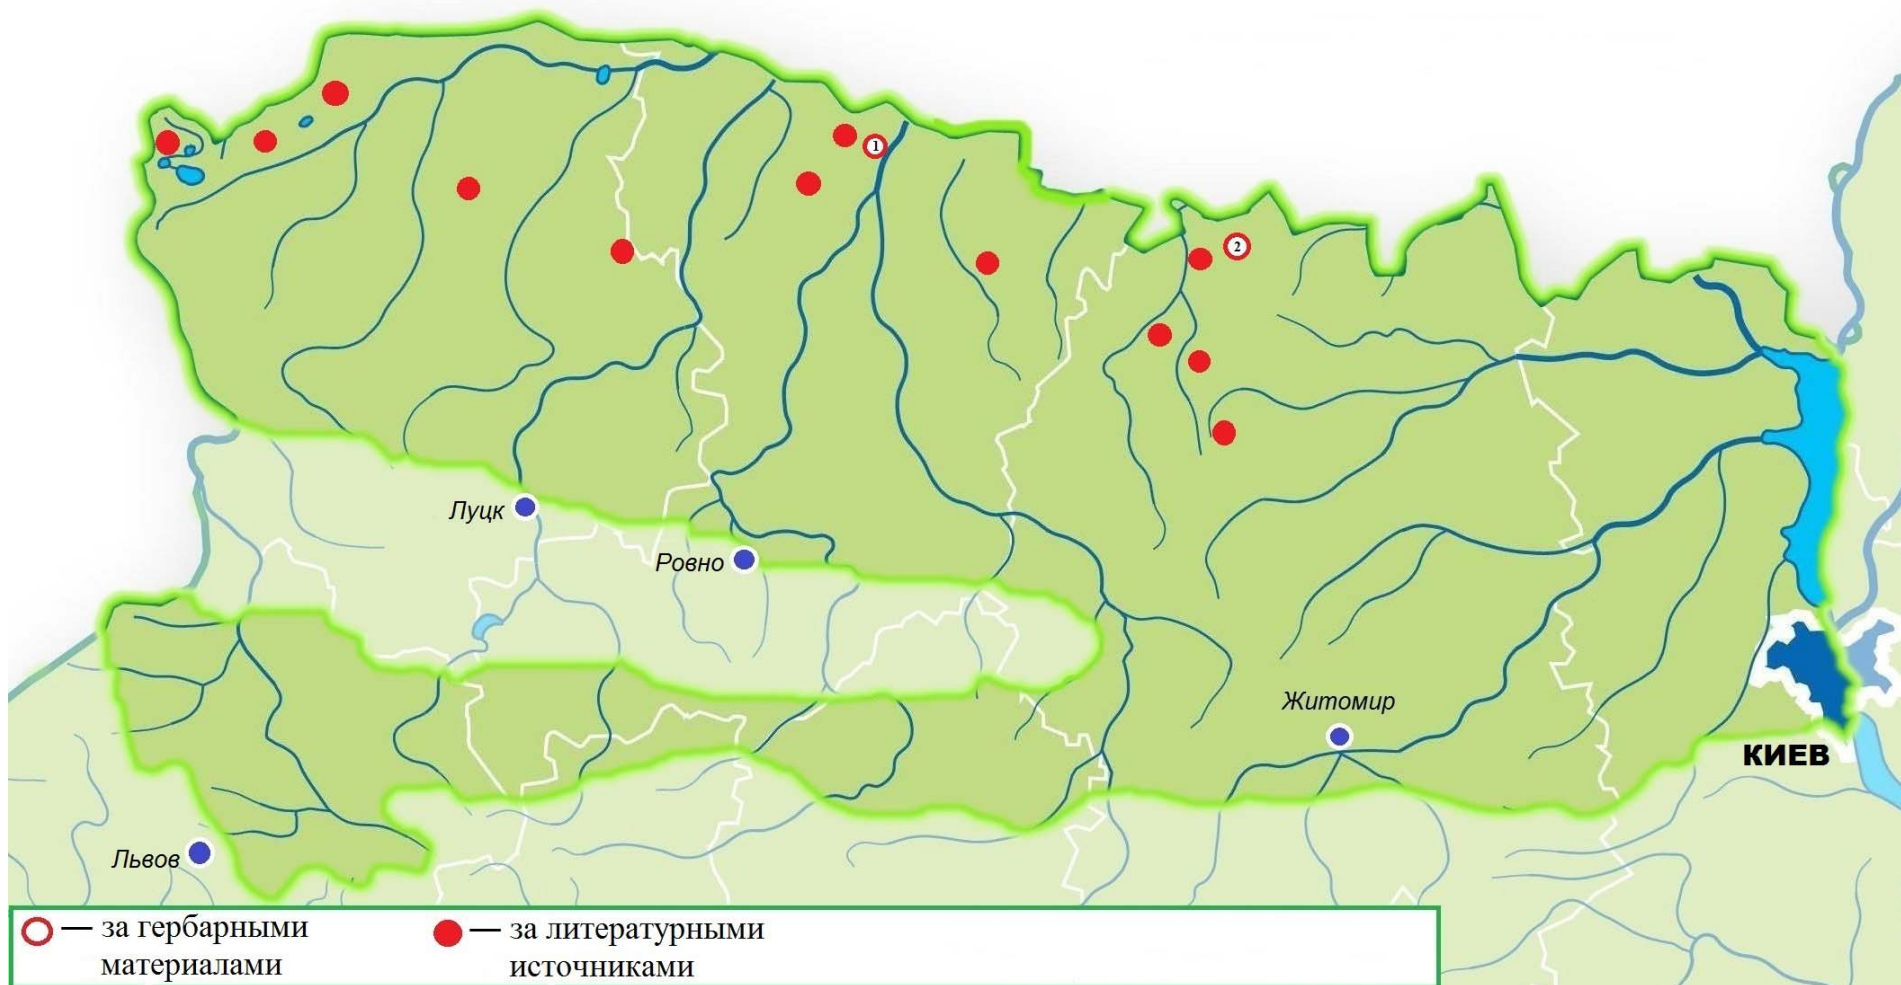 1
2
Луцк
Ровно
Житомир
КИЕВ
Львов
— за гербарными
материалами
— за литературными
источниками